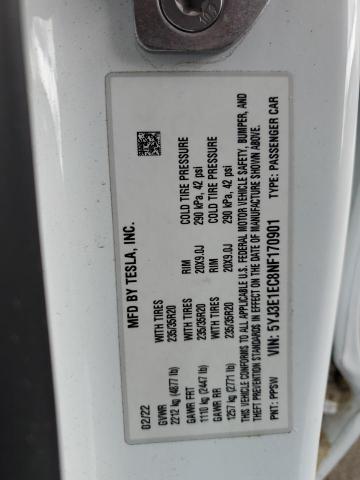 MFD BY TESLA, INC.
02/22
GVWR
2212 kg (4877 lb)
WITH TIRES
235/35R20
RIM
20X9.0J
COLD TIRE PRESSURE
290 kPa, 42 psi
GAWR FRT
1110 kg (2447 lb)
WITH TIRES
235/35R20
RIM
20X9.0J
COLD TIRE PRESSURE
290 kPa, 42 psi
GAWR RR
1257 kg (2771 lb)
THIS VEHICLE CONFORMS TO ALL APPLICABLE U.S. FEDERAL MOTOR VEHICLE SAFETY, BUMPER, AND
THEFT PREVENTION STANDARDS IN EFFECT ON THE DATE OF MANUFACTURE SHOWN ABOVE.
VIN: 5YJ3E1EC8NF170901
PNT: PPSW
TYPE: PASSENGER CAR